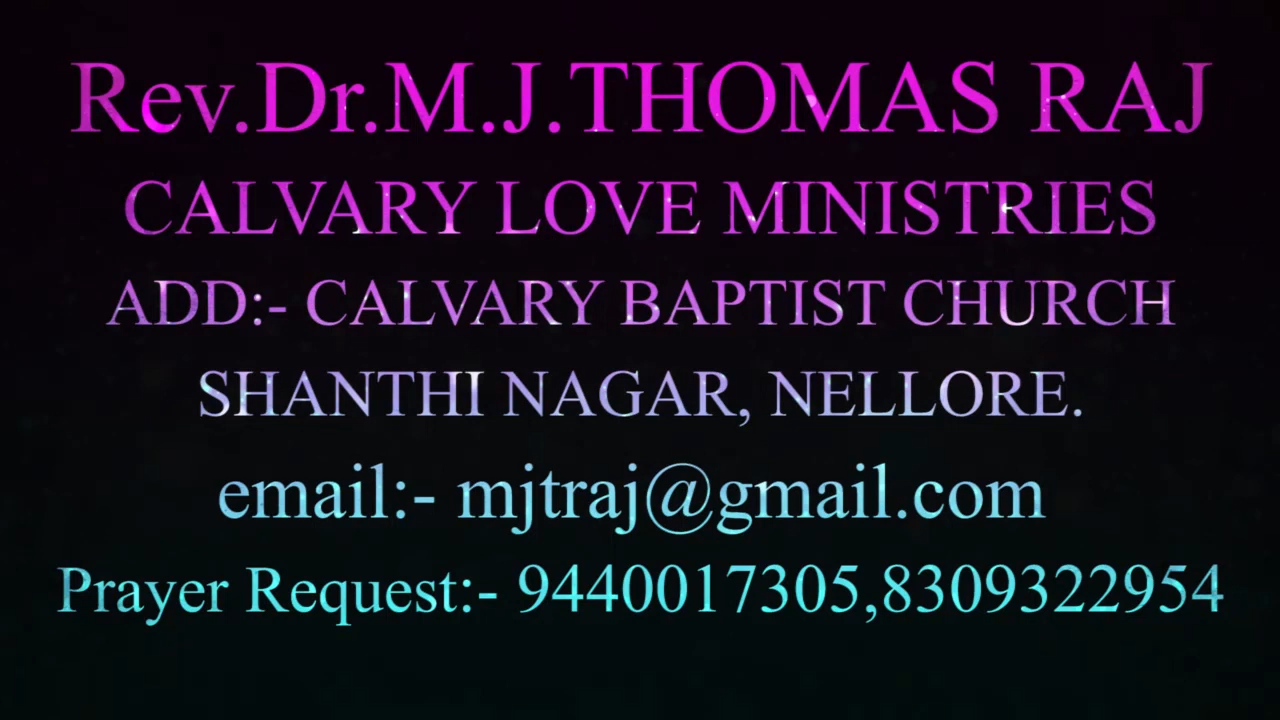 Rev.Dr.M.J.THOMAS RAJ
CALVARY LOVE MINISTRIES
ADD:- CALVARY BAPTIST CHURCH
SHANTHI NAGAR, NELLORE.
email:- mjtraj@gmail.com
Prayer Request:- 9440017305,8309322954